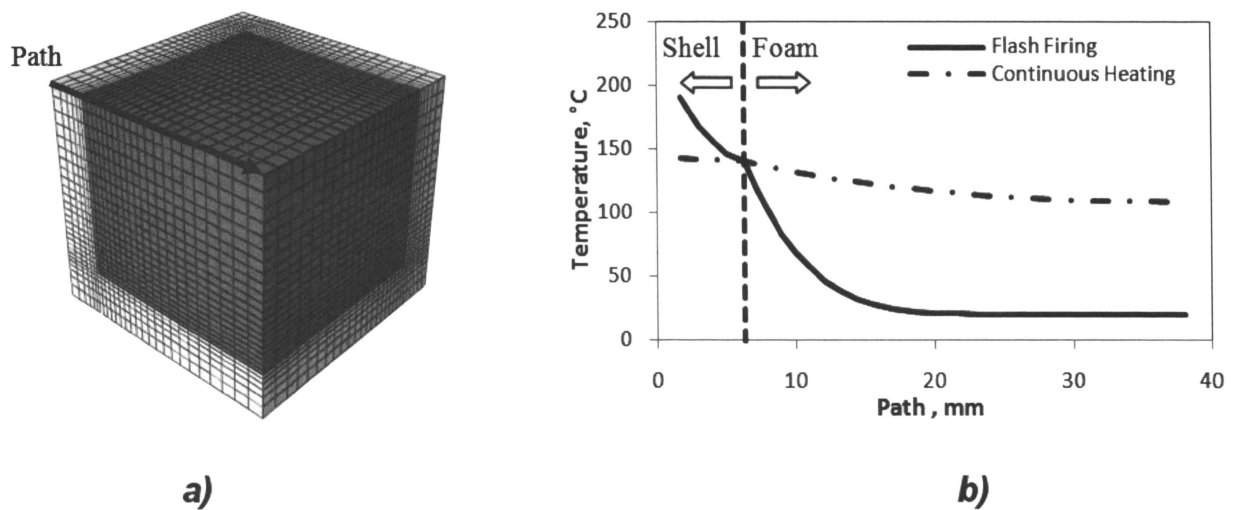 Path
250
200
150
100
50
0
Temperature, °C
Shell
Foam
Flash Firing
Continuous Heating
0
10
20
30
40
Path , mm
a)
b)